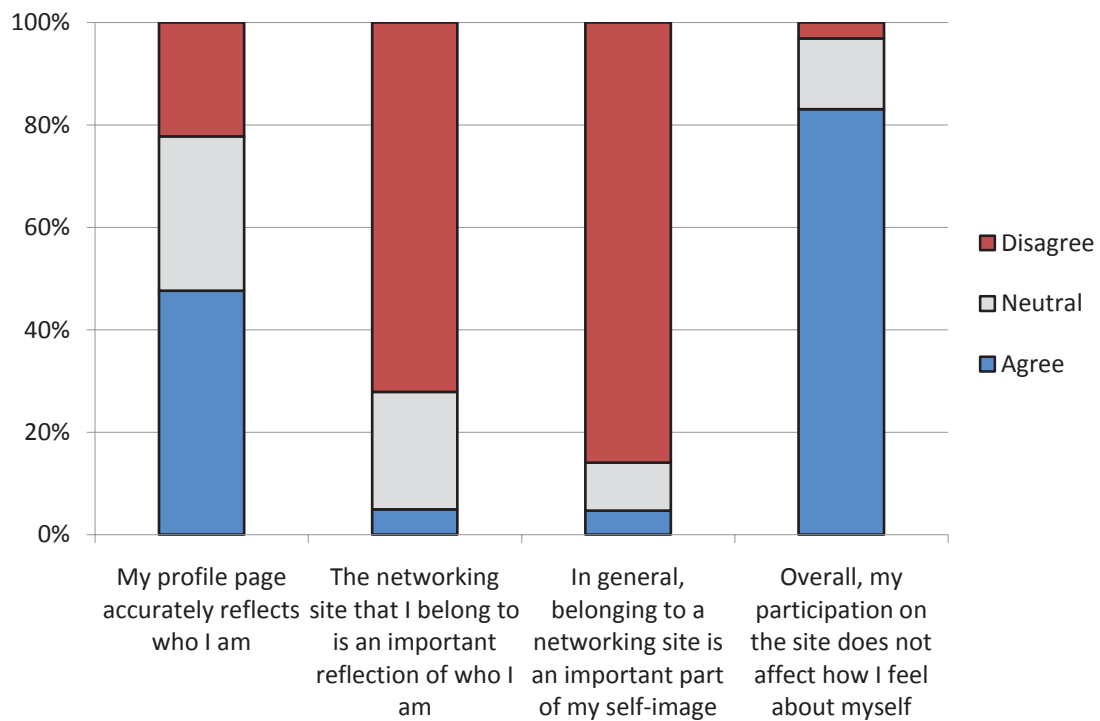 100%
80%
60%
40%
20%
0%
Disagree
Neutral
Agree
My profile page
accurately reflects
who I am
The networking
site that I belong to
is an important
reflection of who I
am
In general,
belonging to a
networking site is
an important part
of my self-image
Overall, my
participation on
the site does not
affect how I feel
about myself